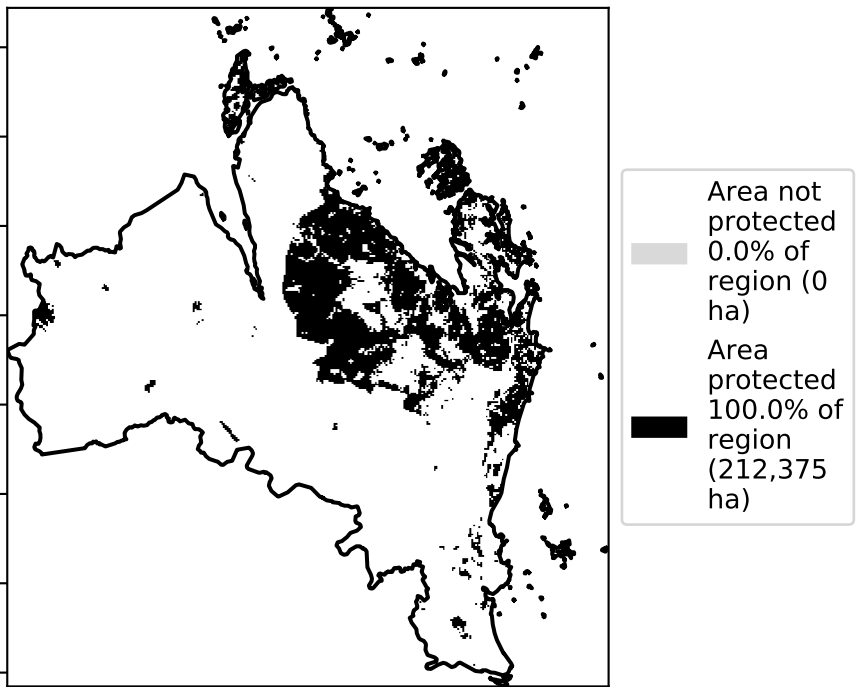 Area not
protected
0.0% of
region (0
ha)
Area
protected
100.0% of
region
(212,375
ha)